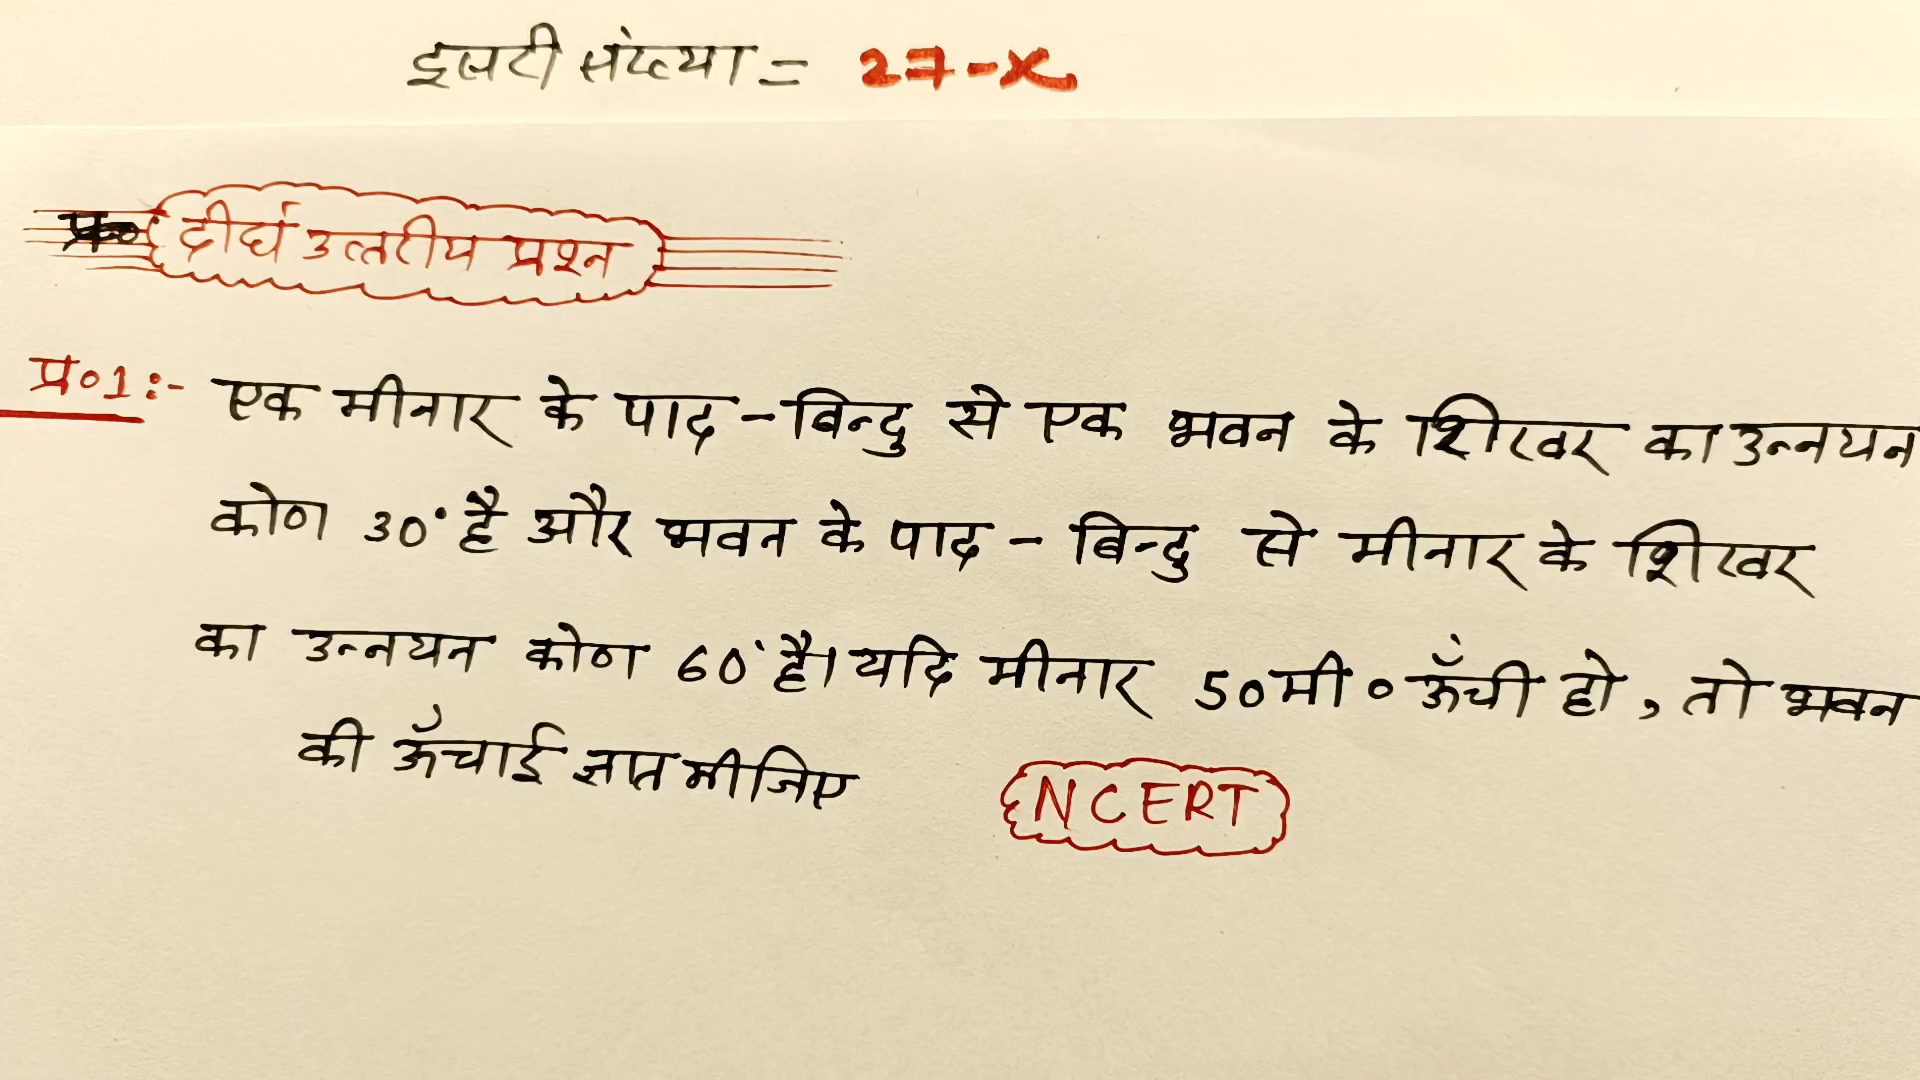 दूसरी संख्या = 27-x
दीर्घ उत्तरीय प्रश्न
प्र०1:- एक मीनार के पाद-बिन्दु से एक भवन के शिखर का उन्नयन
कोण 30° है और भवन के पाद-बिन्दु से मीनार के शिखर
का उन्नयन कोण 60° है। यदि मीनार 50मी० ऊँची हो, तो भवन
की ऊँचाई ज्ञात कीजिए
NCERT